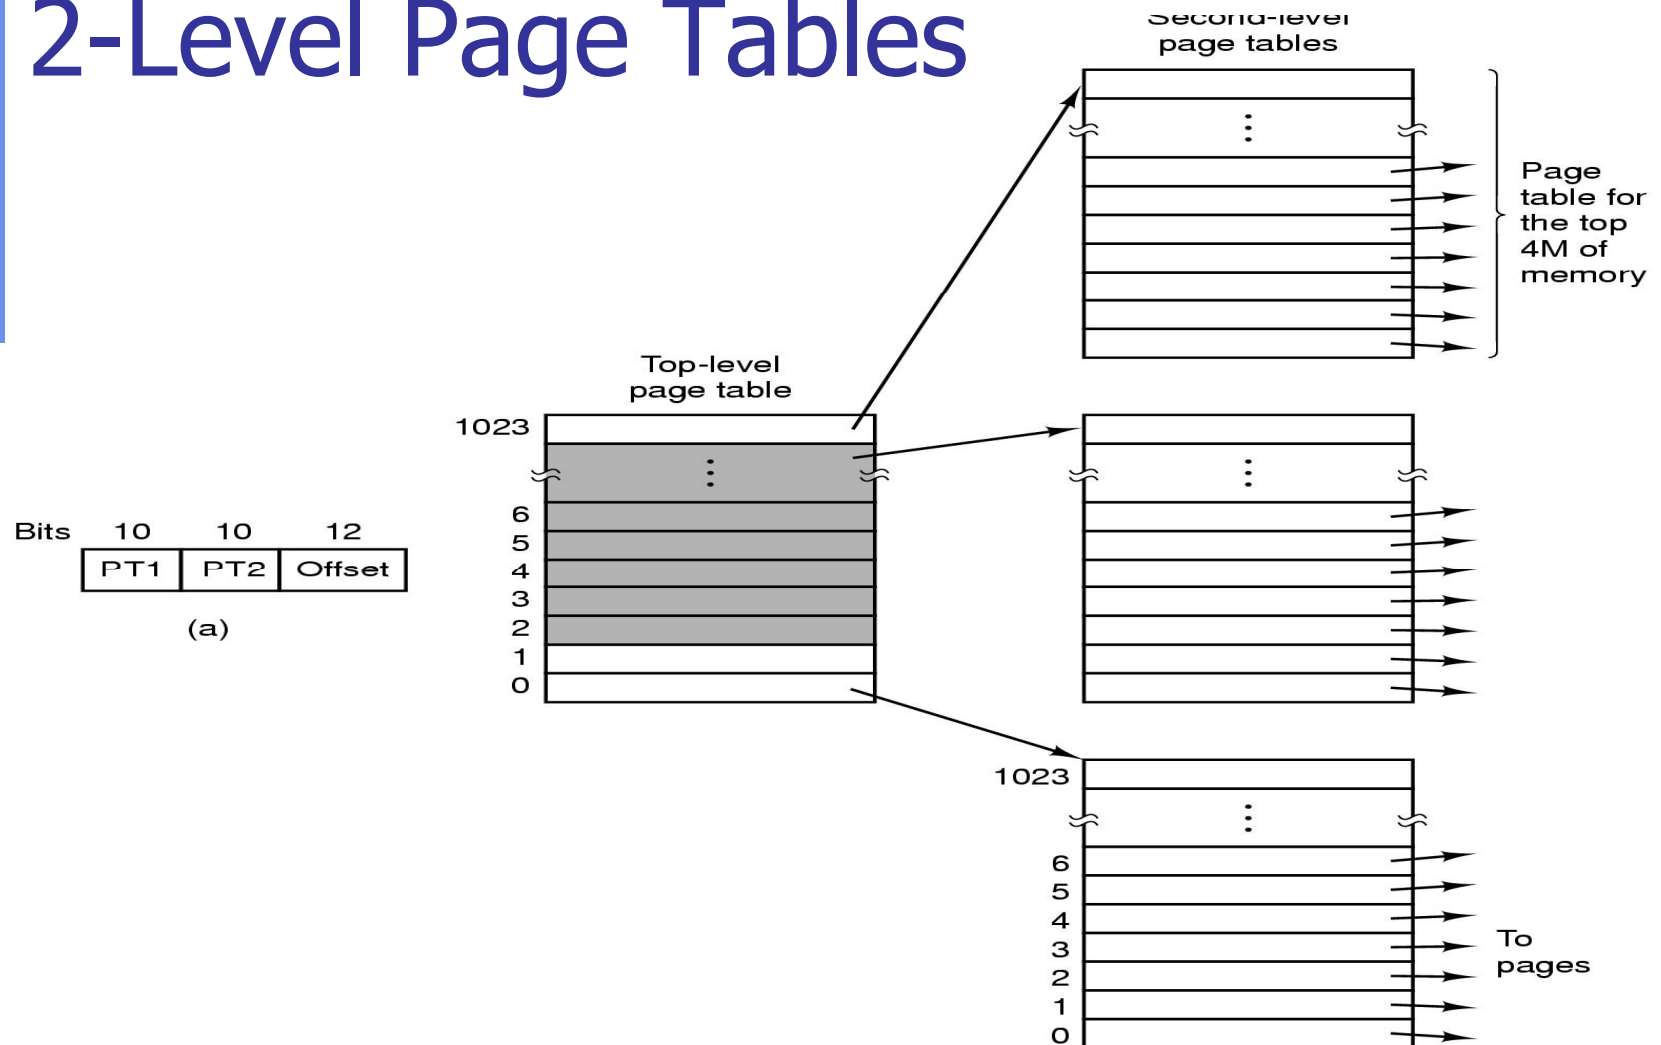 2-Level Page Tables
Second-level
page tables
Page
table for
the top
4M of
memory
Top-level
page table
1023
6
5
4
3
2
1
0
Bits 10 10 12
PT1 PT2 Offset
(a)
1023
6
5
4
3
2
1
0
To
pages